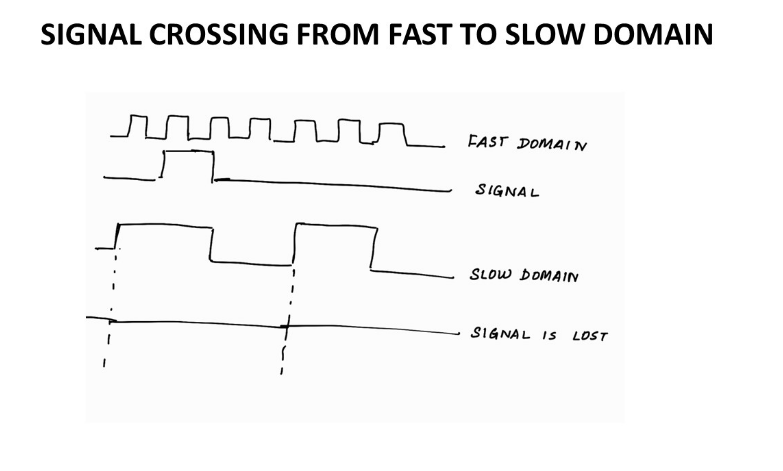 SIGNAL CROSSING FROM FAST TO SLOW DOMAIN
FAST DOMAIN
SIGNAL
SLOW DOMAIN
SIGNAL IS LOST